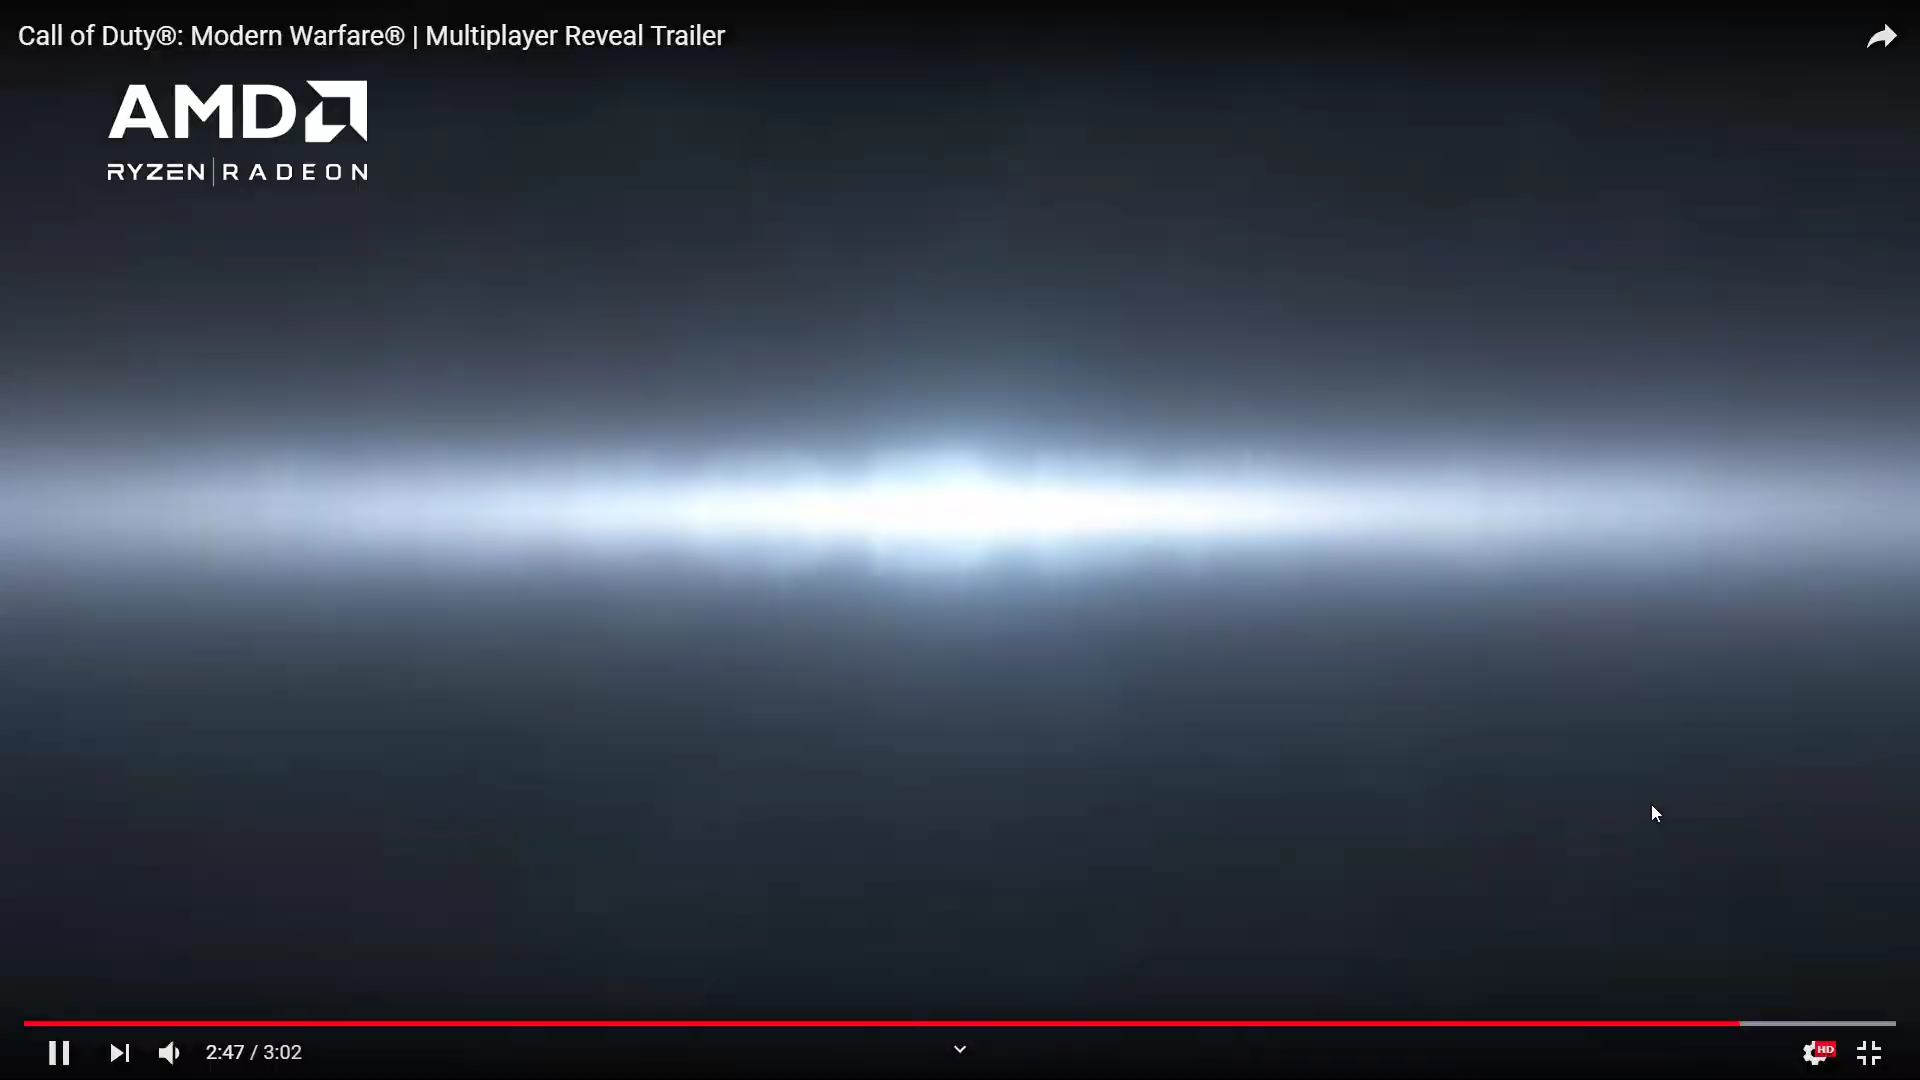 Call of Duty®: Modern Warfare® | Multiplayer Reveal Trailer
AMD
RYZEN | RADEON
2:47 / 3:02
HD